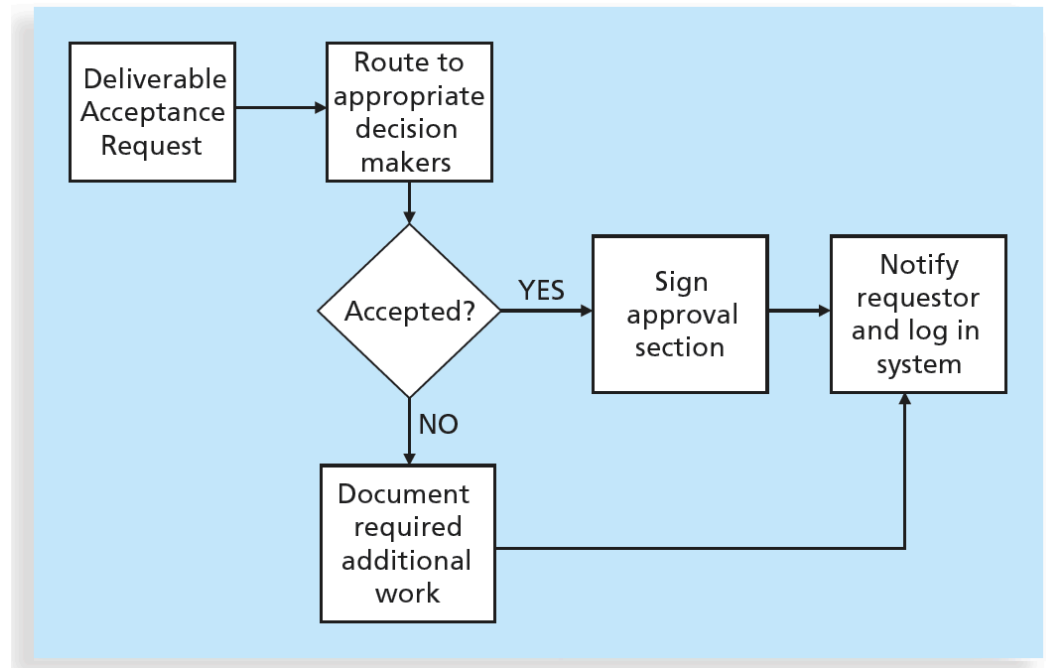 Deliverable
Acceptance
Request
Route to
appropriate
decision
makers
Accepted?
YES
Sign
approval
section
Notify
requestor
and log in
system
NO
Document
required
additional
work